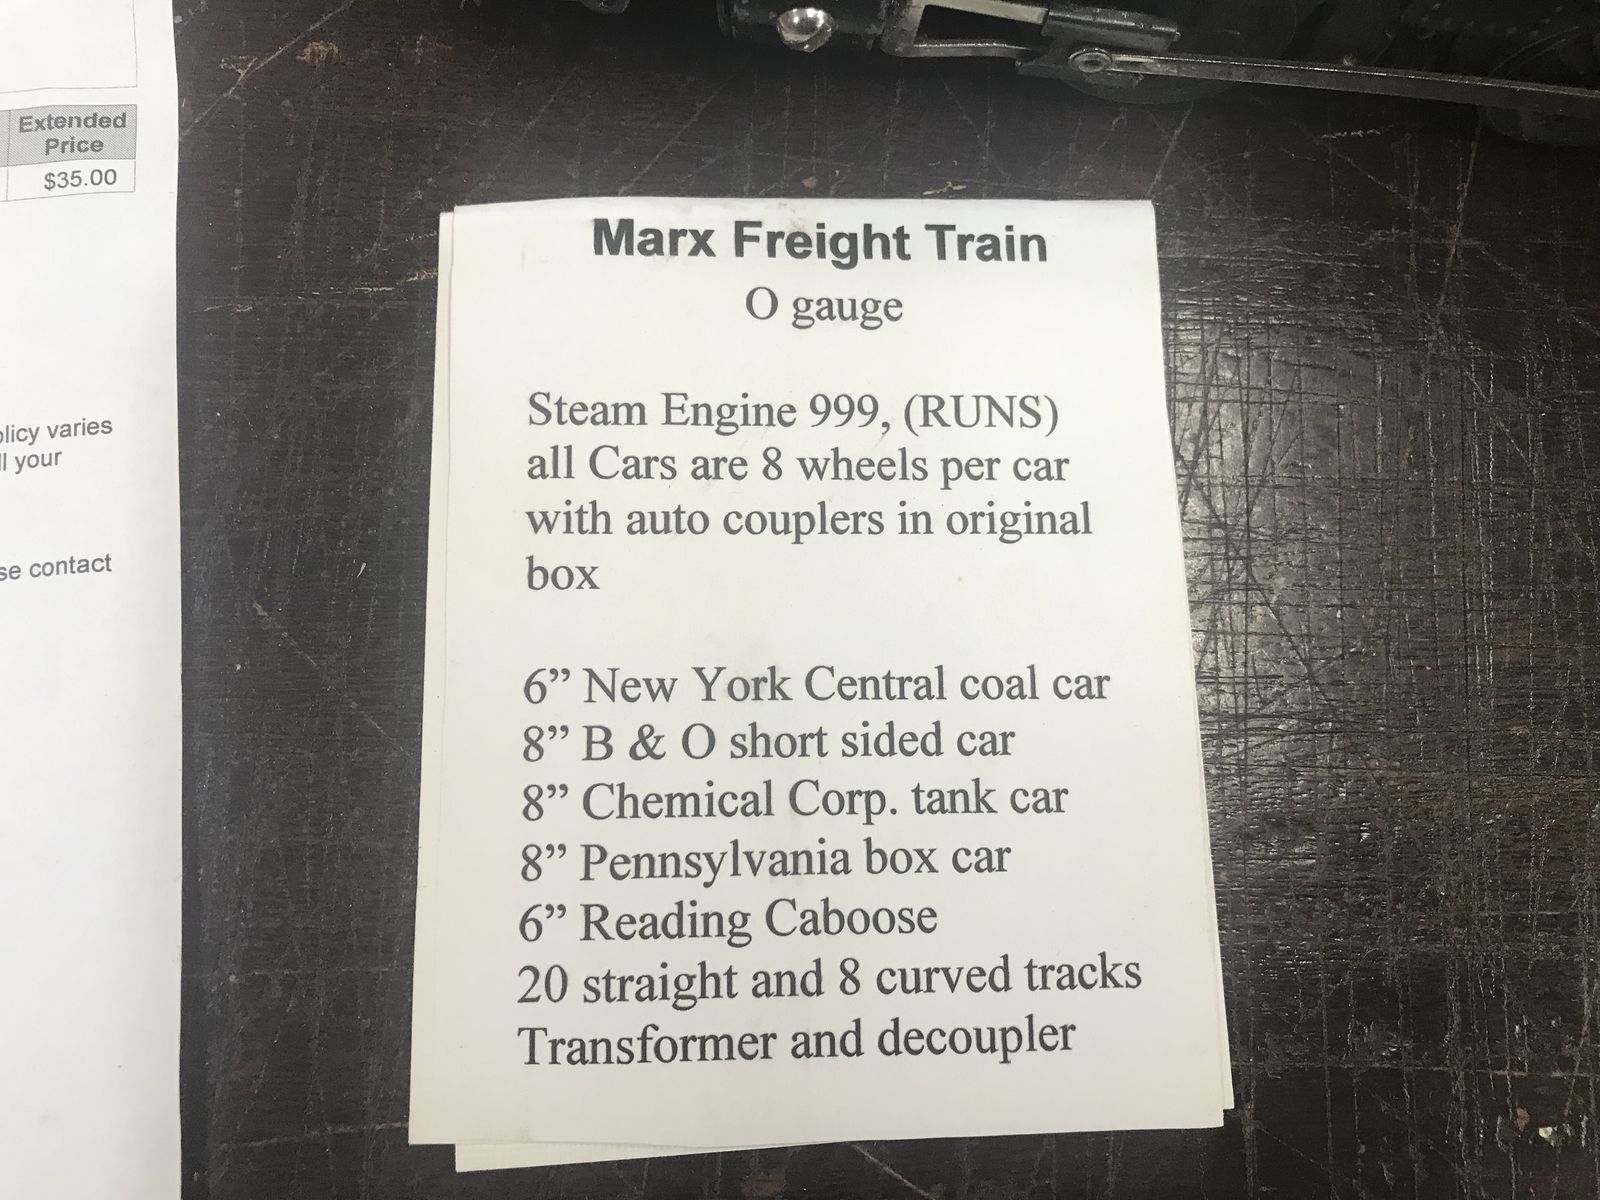 Extended
Price
$35.00
varies
your
contact
Marx Freight Train
O gauge
Steam Engine 999, (RUNS)
all Cars are 8 wheels per car
with auto couplers in original
box
6” New York Central coal car
8” B & O short sided car
8” Chemical Corp. tank car
8” Pennsylvania box car
6” Reading Caboose
20 straight and 8 curved tracks
Transformer and decoupler